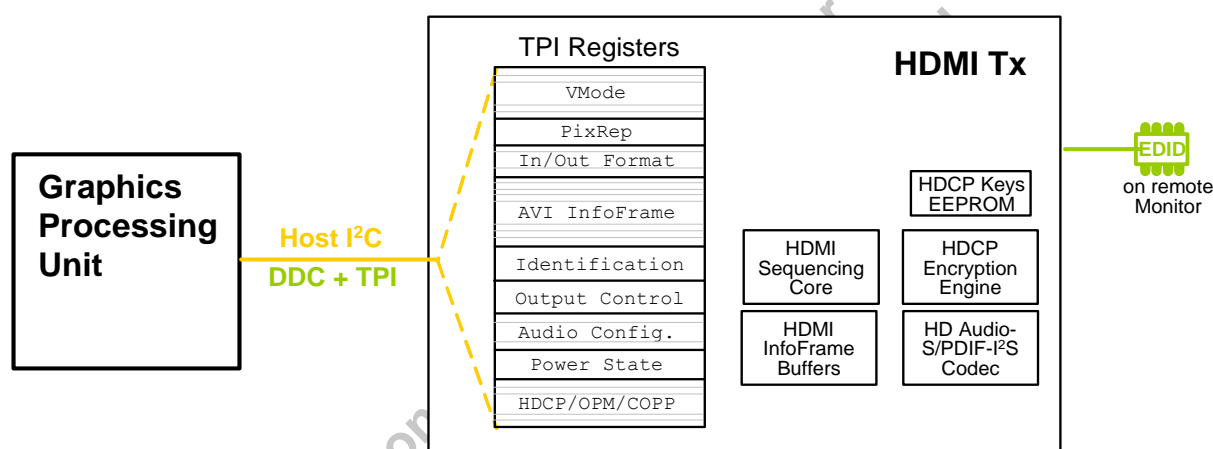 TPI Registers
HDMI Tx
VMode
PixRep
In/Out Format
AVI InfoFrame
Identification
Output Control
Audio Config.
Power State
HDCP/OPM/COPP
Graphics
Processing
Unit
Host I²C
DDC + TPI
HDCP Keys
EEPROM
HDMI
Sequencing
Core
HDCP
Encryption
Engine
HDMI
InfoFrame
Buffers
HD Audio-
S/PDIF-I²S
Codec
EDID
on remote
Monitor